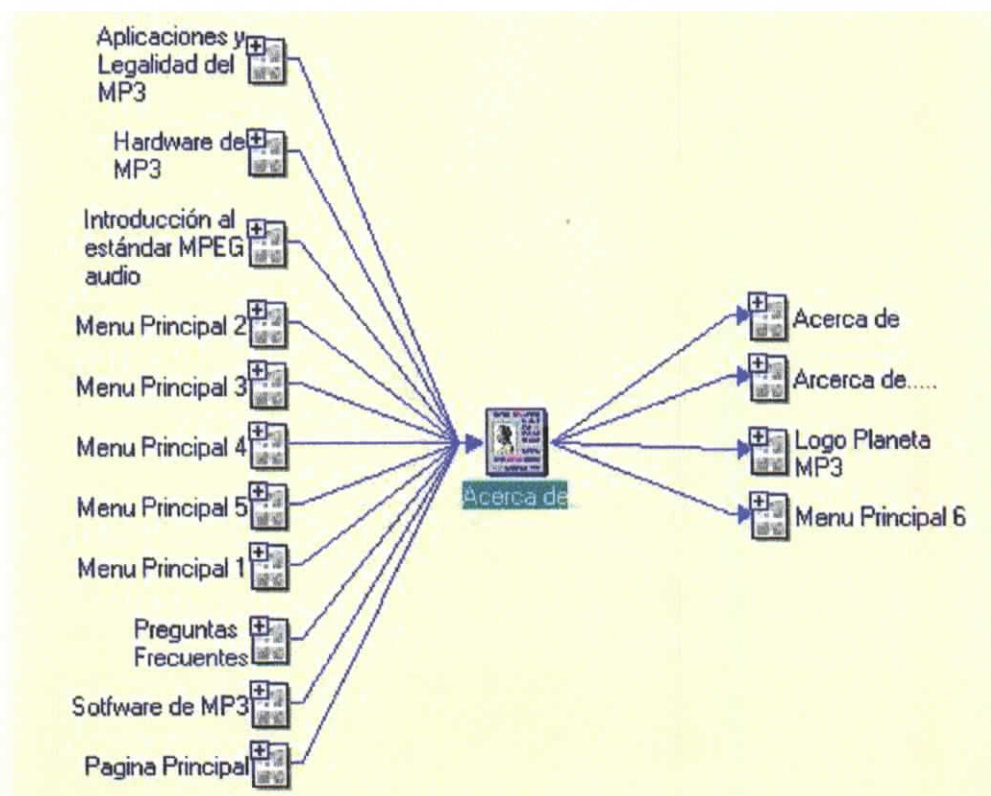 Aplicaciones y
Legalidad del
MP3
Hardware de
MP3
Introducción al
estándar MPEG
audio
Menu Principal 2
Menu Principal 3
Menu Principal 4
Menu Principal 5
Menu Principal 1
Preguntas
Frecuentes
Sotfware de MP3
Pagina Principal
Acerca de...
Acerca de
Arcerca de.....
Logo Planeta
MP3
Menu Principal 6